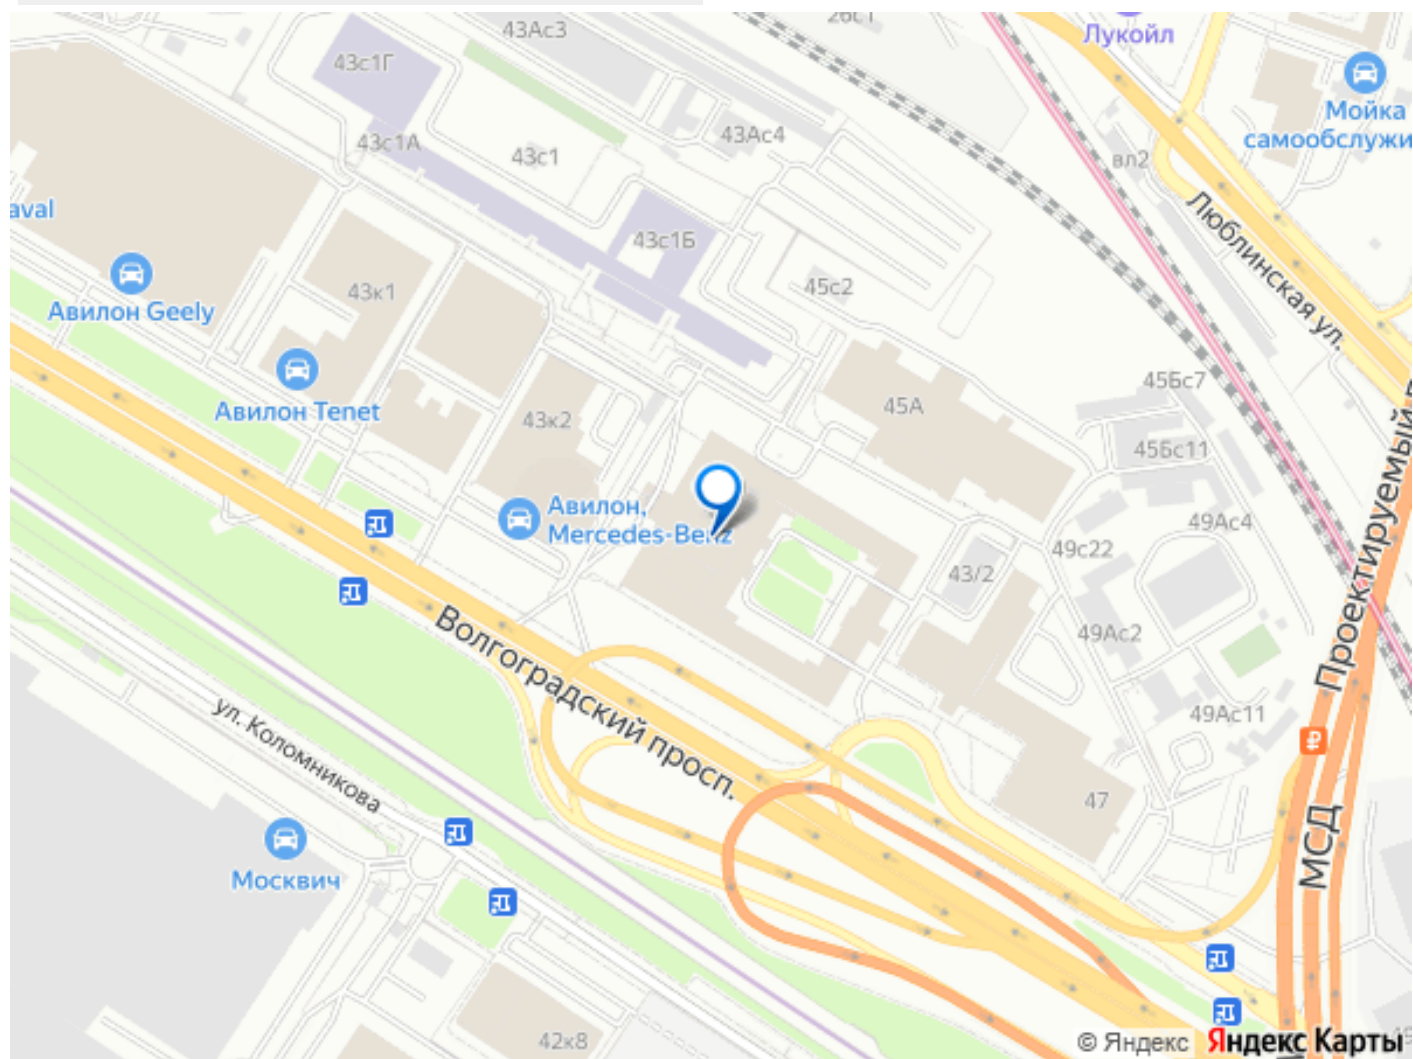 26с1
43Ас3
Лукойл
43с1Г
Мойка
самообслужи
43Ас4
43с1А
43с1
вл2
Люблинская ул.
aval
43с1Б
45с2
43к1
Авилон Geely
45Бс7
Авилон Tenet
43к2
45А
45Бс11
Авилон,
Mercedes-Benz
49Ас4
49с22
43/2
Проектируемый
Волгоградский просп.
49Ас2
ул. Коломникова
49Ас11
47
МСД
Москвич
42к8
© Яндекс
Яндекс Карты